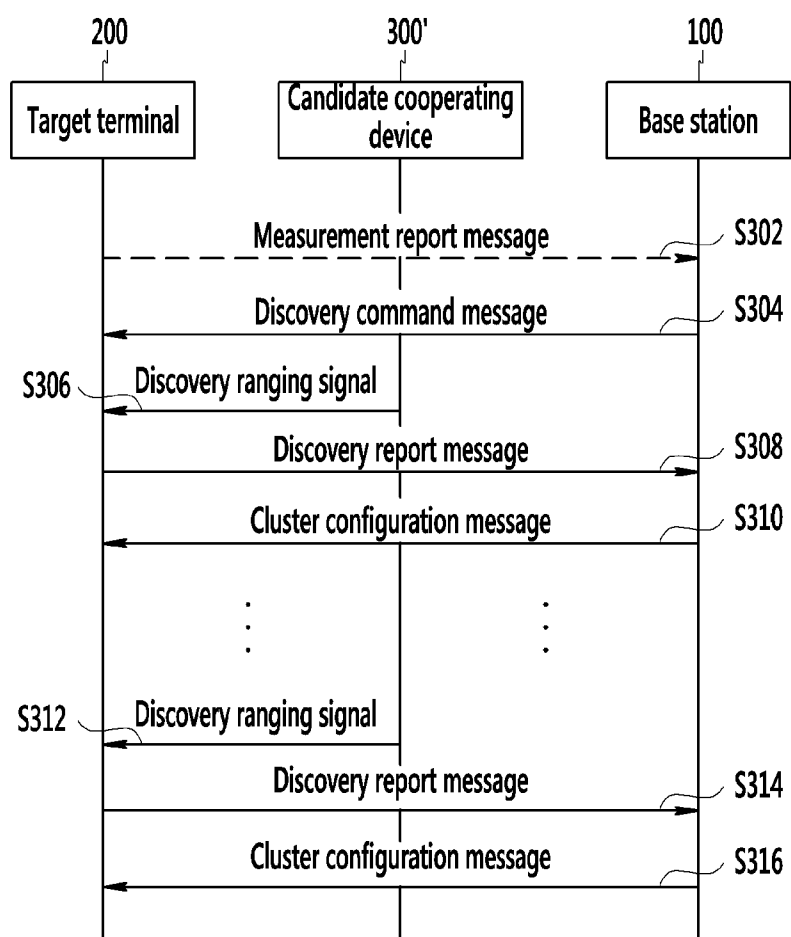 200 300' 100
Target terminal
Candidate cooperating
device
Base station
Measurement report message S302
Discovery command message S304
S306 Discovery ranging signal
Discovery report message S308
Cluster configuration message S310
S312 Discovery ranging signal
Discovery report message S314
Cluster configuration message S316